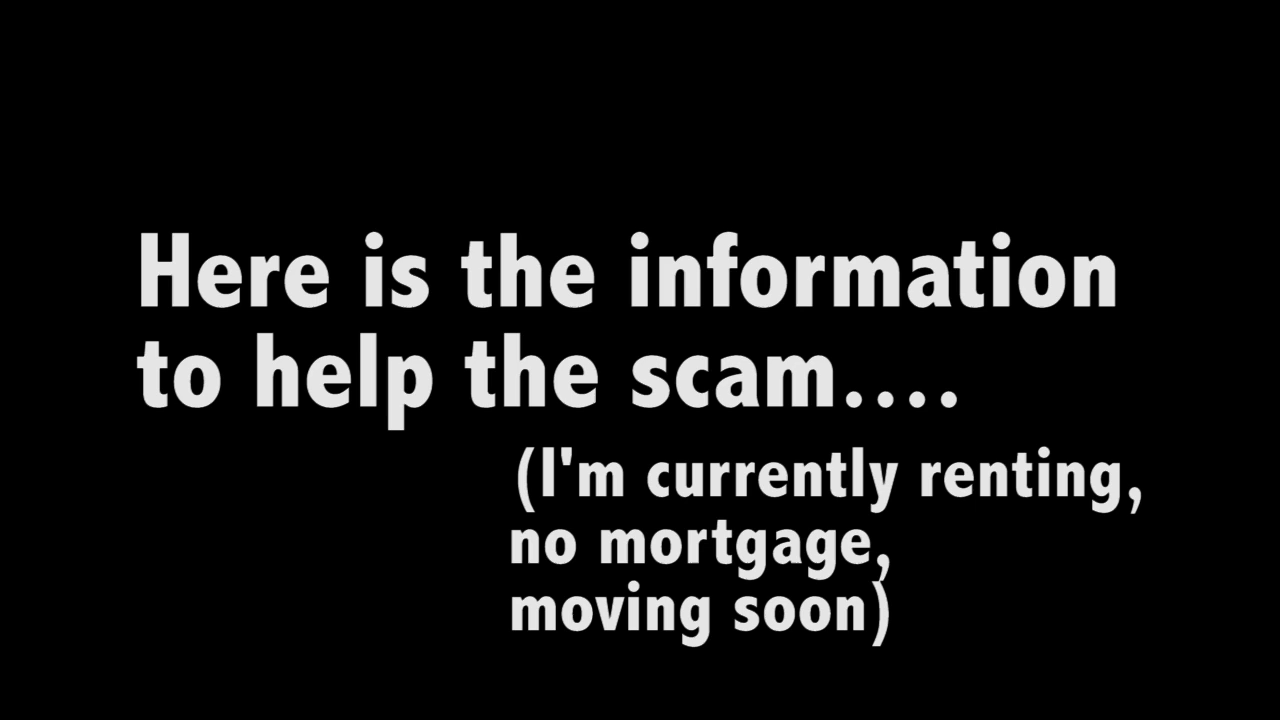 Here is the information
to help the scam....
(I'm currently renting,
no mortgage,
moving soon)